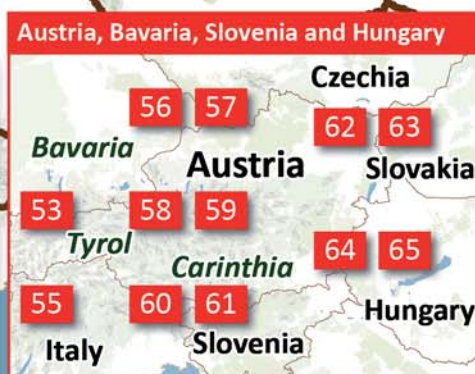 Austria, Bavaria, Slovenia and Hungary
Czechia
56 57
62 63
Bavaria
Austria
Slovakia
53 58 59
Tyrol
64 65
Carinthia
55 60 61
Hungary
Italy
Slovenia